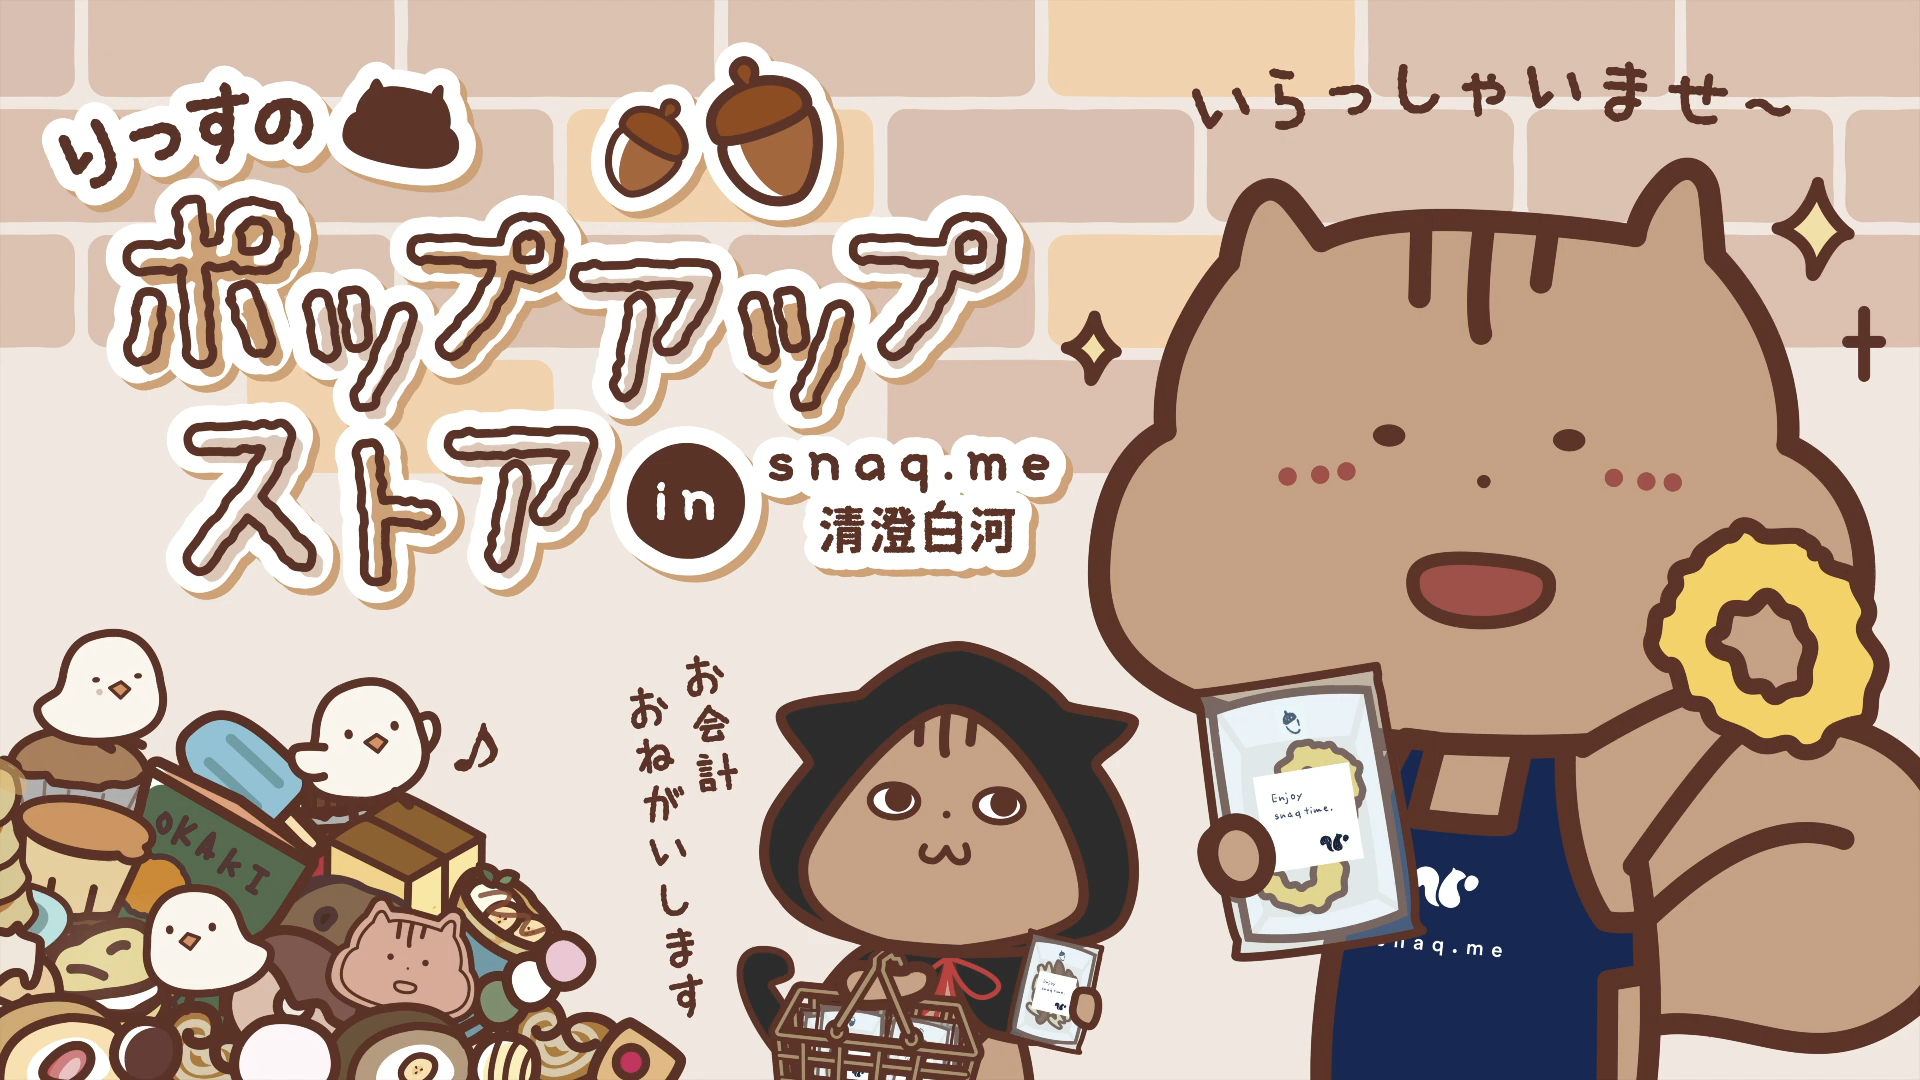 りっすの
ポップアップ
ストア in snaq.me
清澄白河
いらっしゃいませ〜
お会計
おねがいします
OKAKI
Enjoy
snaq time.
snaq.me